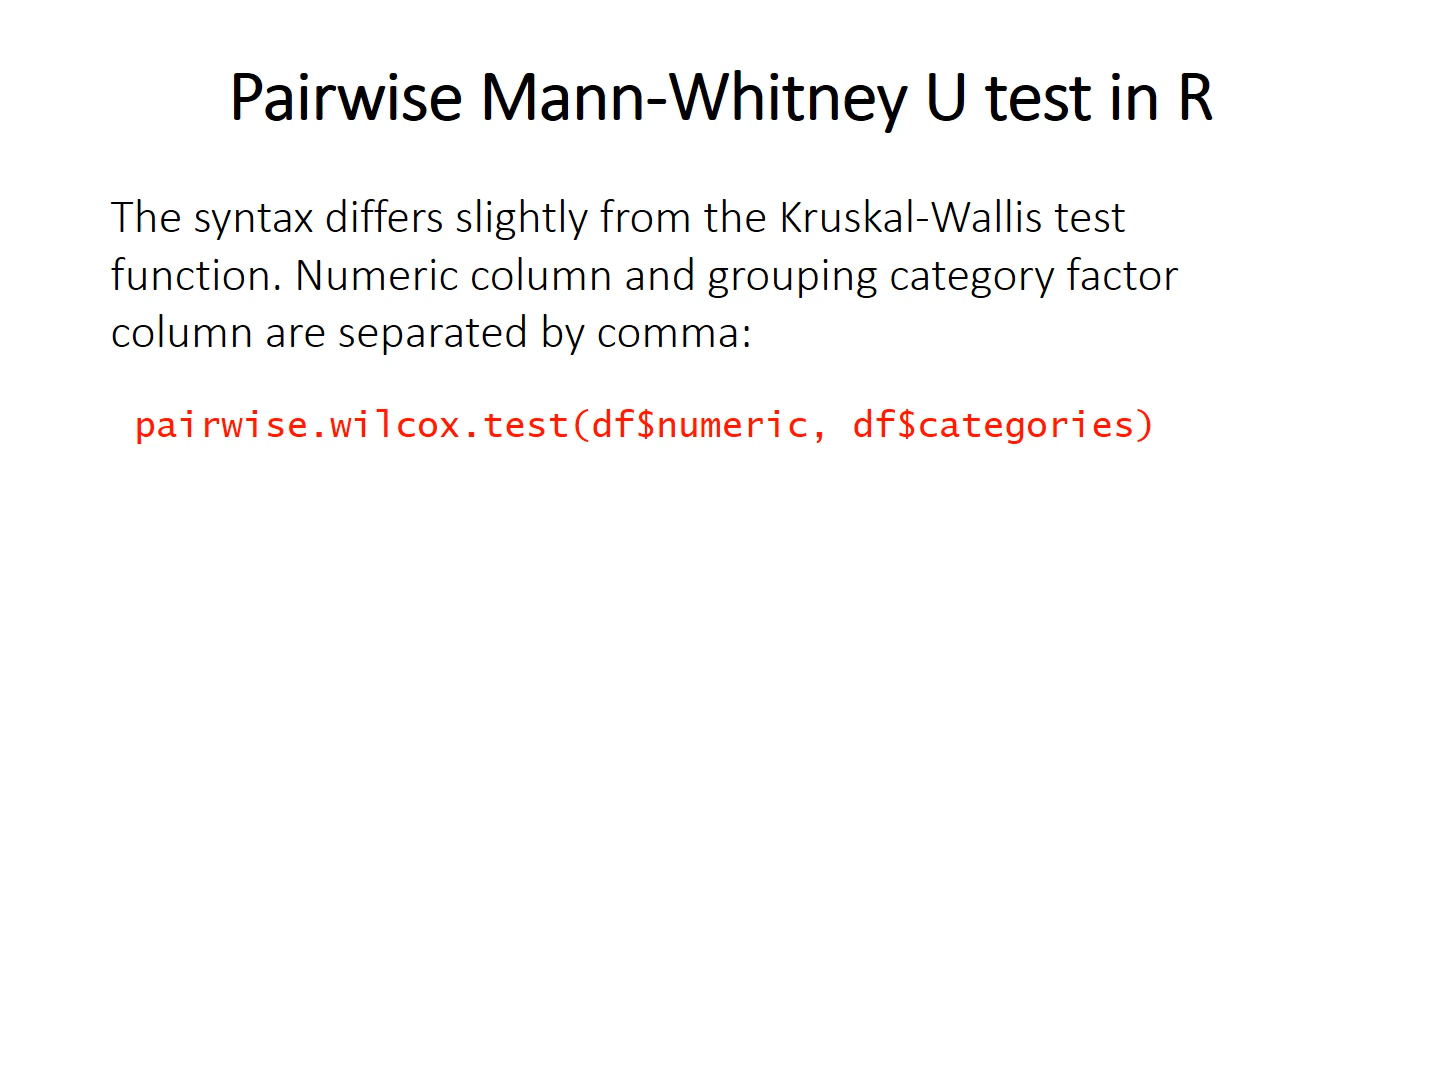 Pairwise Mann-Whitney U test in R
The syntax differs slightly from the Kruskal-Wallis test
function. Numeric column and grouping category factor
column are separated by comma:
pairwise.wilcox.test(df$numeric, df$categories)